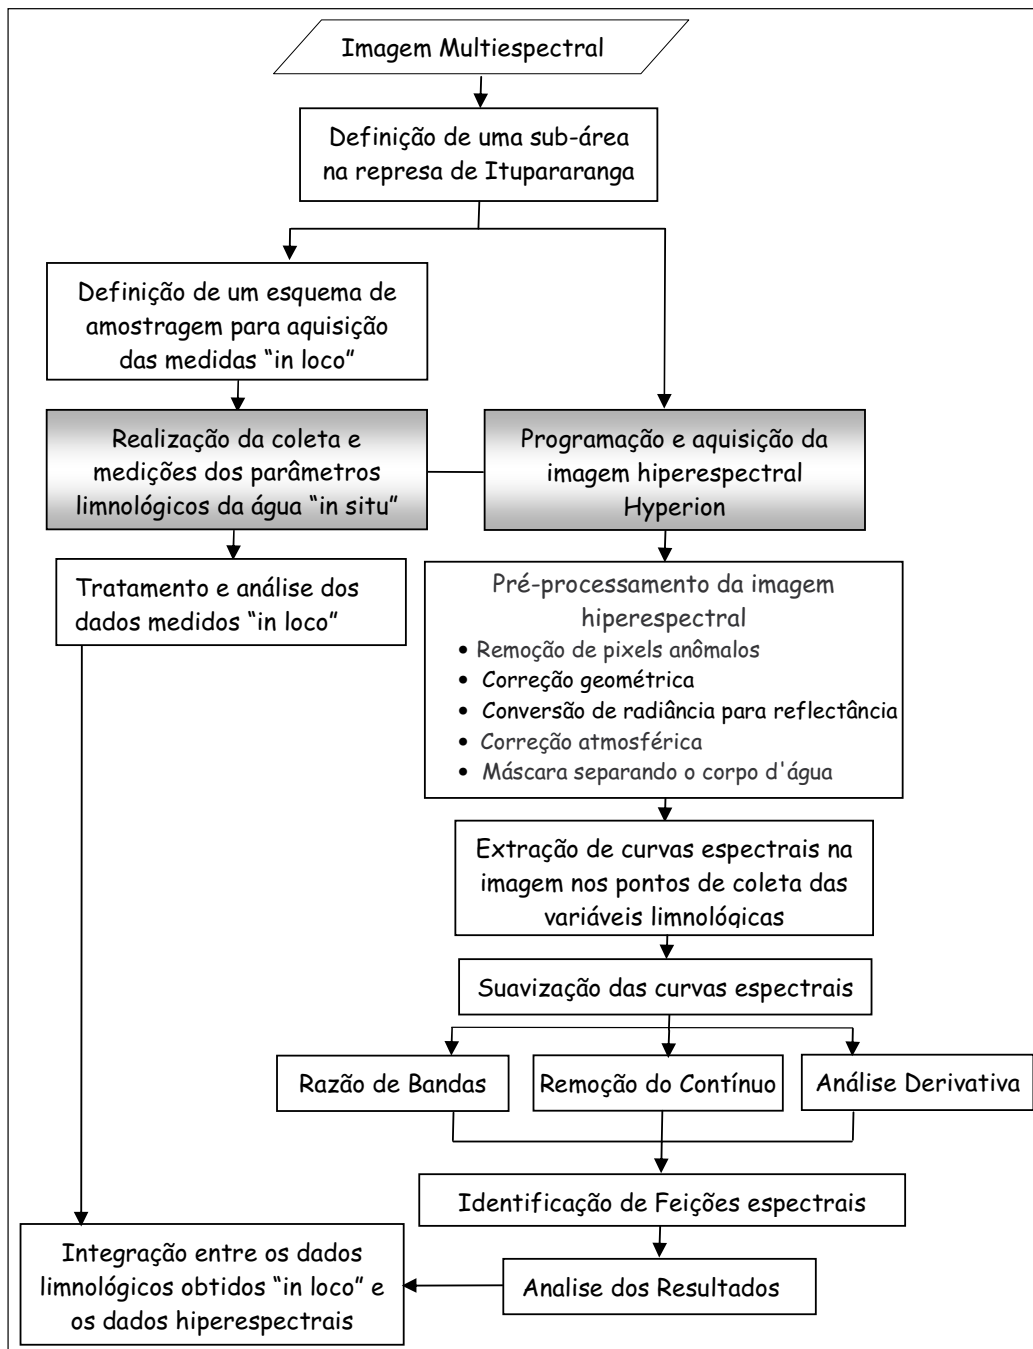 Imagem Multiespectral
Definição de uma sub-área
na represa de Itupararanga
Definição de um esquema de
amostragem para aquisição
das medidas “in loco”
Realização da coleta e
medições dos parâmetros
limnológicos da água “in situ”
Programação e aquisição da
imagem hiperespectral
Hyperion
Tratamento e análise dos
dados medidos “in loco”
Pré-processamento da imagem
hiperespectral
• Remoção de pixels anômalos
• Correção geométrica
• Conversão de radiância para reflectância
• Correção atmosférica
• Máscara separando o corpo d'água
Extração de curvas espectrais na
imagem nos pontos de coleta das
variáveis limnológicas
Suavização das curvas espectrais
Razão de Bandas
Remoção do Contínuo
Análise Derivativa
Identificação de Feições espectrais
Analise dos Resultados
Integração entre os dados
limnológicos obtidos “in loco” e
os dados hiperespectrais